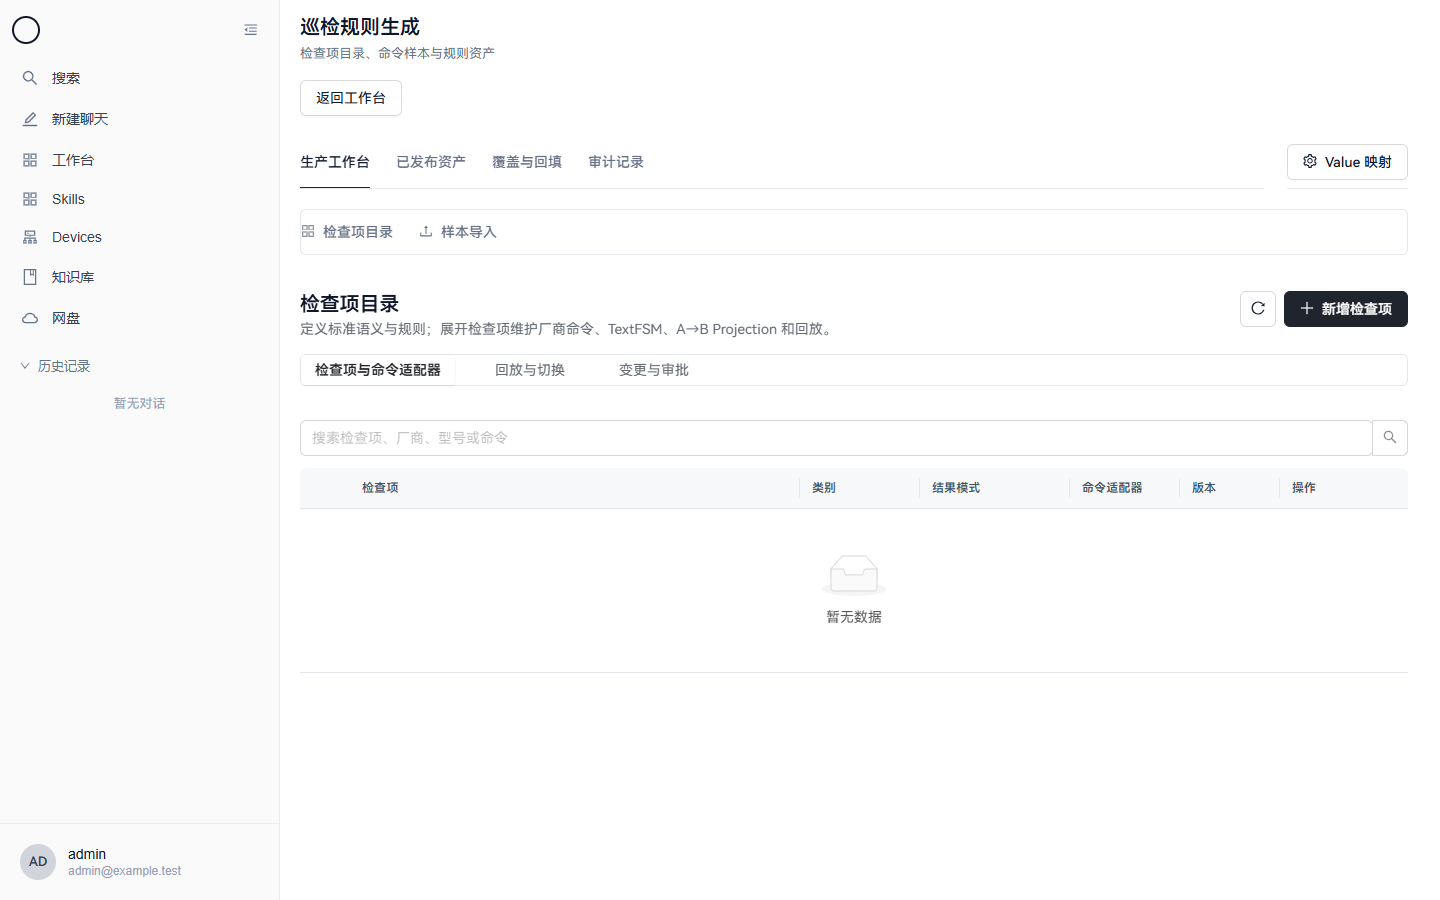 搜索
新建聊天
工作台
Skills
Devices
知识库
网盘
历史记录
暂无对话
AD
admin
admin@example.test
巡检规则生成
检查项目录、命令样本与规则资产
返回工作台
生产工作台 已发布资产 覆盖与回填 审计记录
Value 映射
检查项目录 样本导入
检查项目录
定义标准语义与规则；展开检查项维护厂商命令、TextFSM、A→B Projection 和回放。
新增检查项
检查项与命令适配器 回放与切换 变更与审批
搜索检查项、厂商、型号或命令
检查项 类别 结果模式 命令适配器 版本 操作
暂无数据